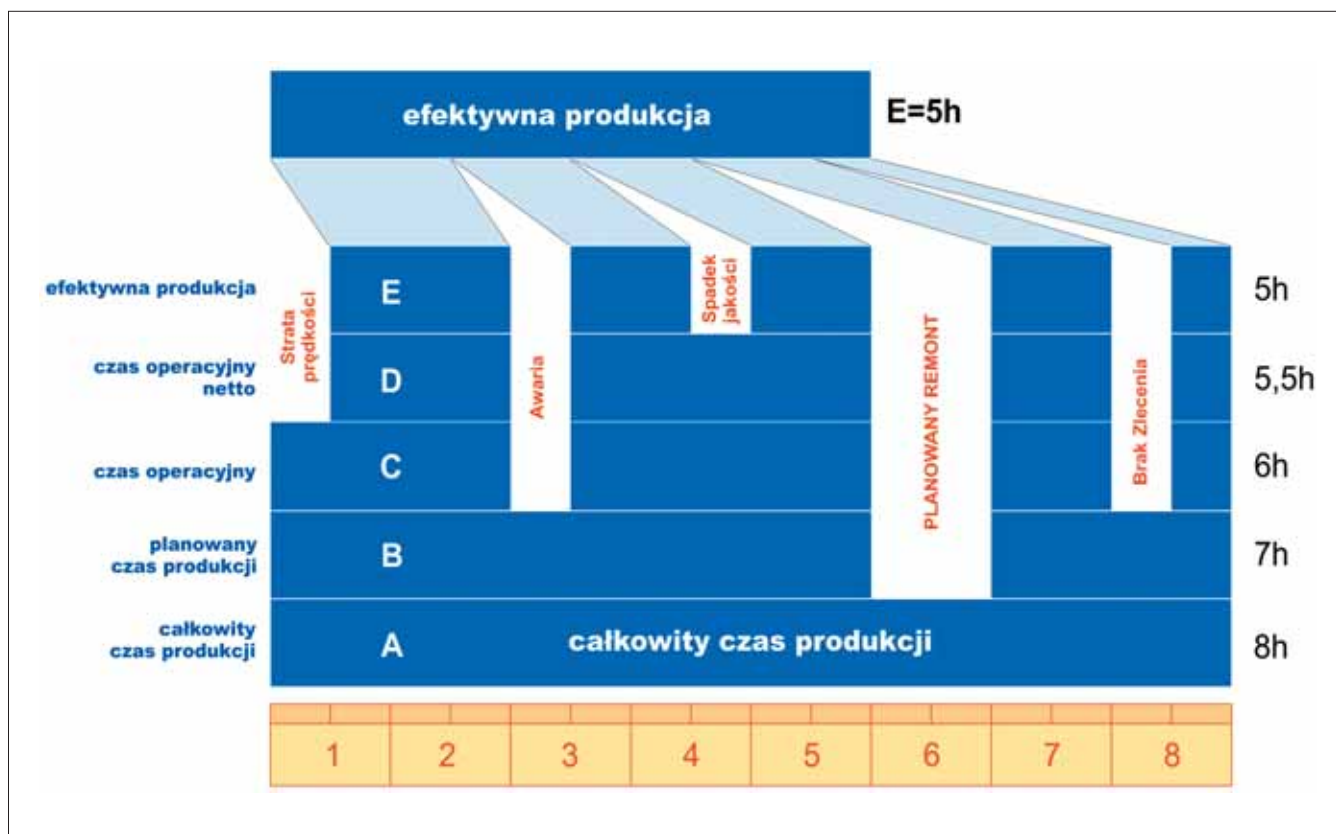 efektywna produkcja
E=5h
efektywna produkcja
Strata
prędkości
E
Spadek
jakości
5h
czas operacyjny
netto
D
Awaria
PLANOWANY REMONT
Brak Zlecenia
5,5h
czas operacyjny
C
6h
planowany
czas produkcji
B
7h
całkowity
czas produkcji
A
całkowity czas produkcji
8h
1 2 3 4 5 6 7 8